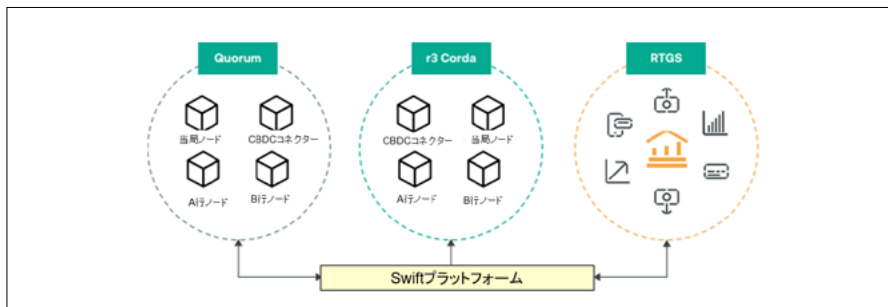 Quorum
r3 Corda
RTGS
当局ノード
CBDCコネクター
CBDCコネクター
当局ノード
A行ノード
B行ノード
A行ノード
B行ノード
Swiftプラットフォーム